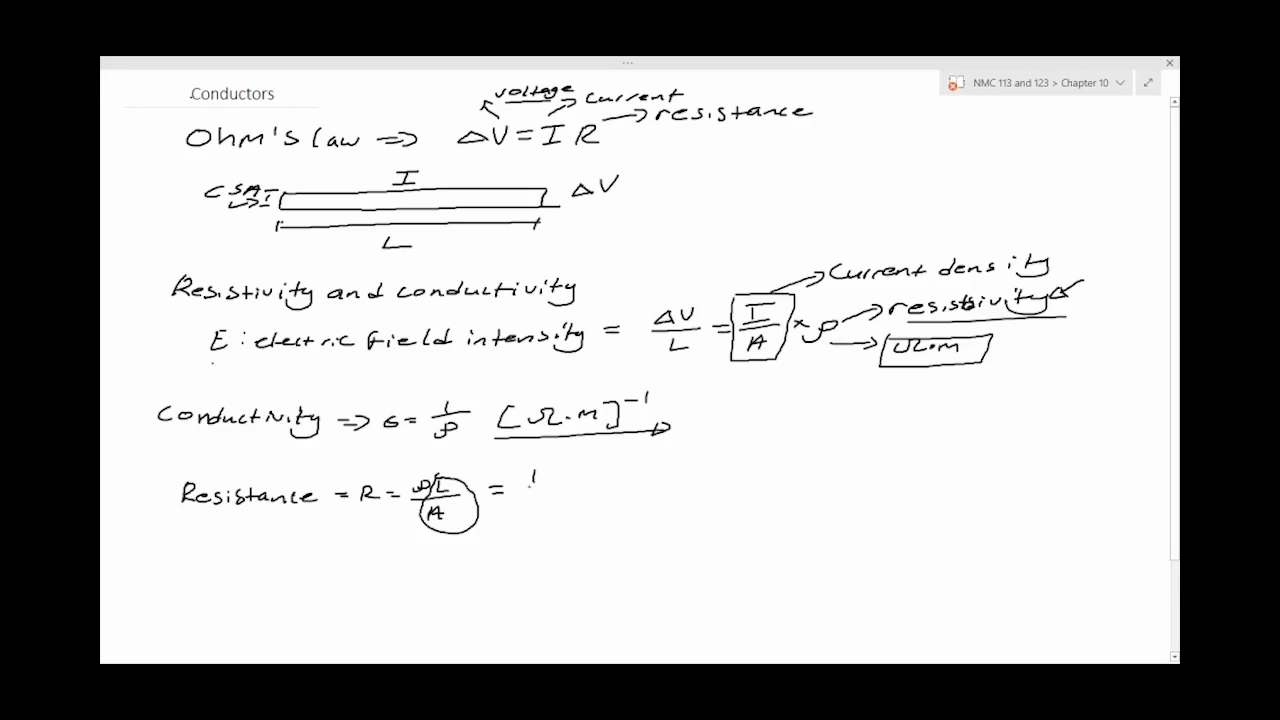 NMC 113 and 123 > Chapter 10
.Conductors
voltage
current
resistance
Ohm's law => ΔV = I R
I
CSA
ΔV
L
Resistivity and conductivity
current density
E : electric field intensity = ΔV/L = I/A × ρ
resistivity
Ω.m
Conductivity => σ = 1/ρ [Ω.m]⁻¹
Resistance = R = ρL/A =